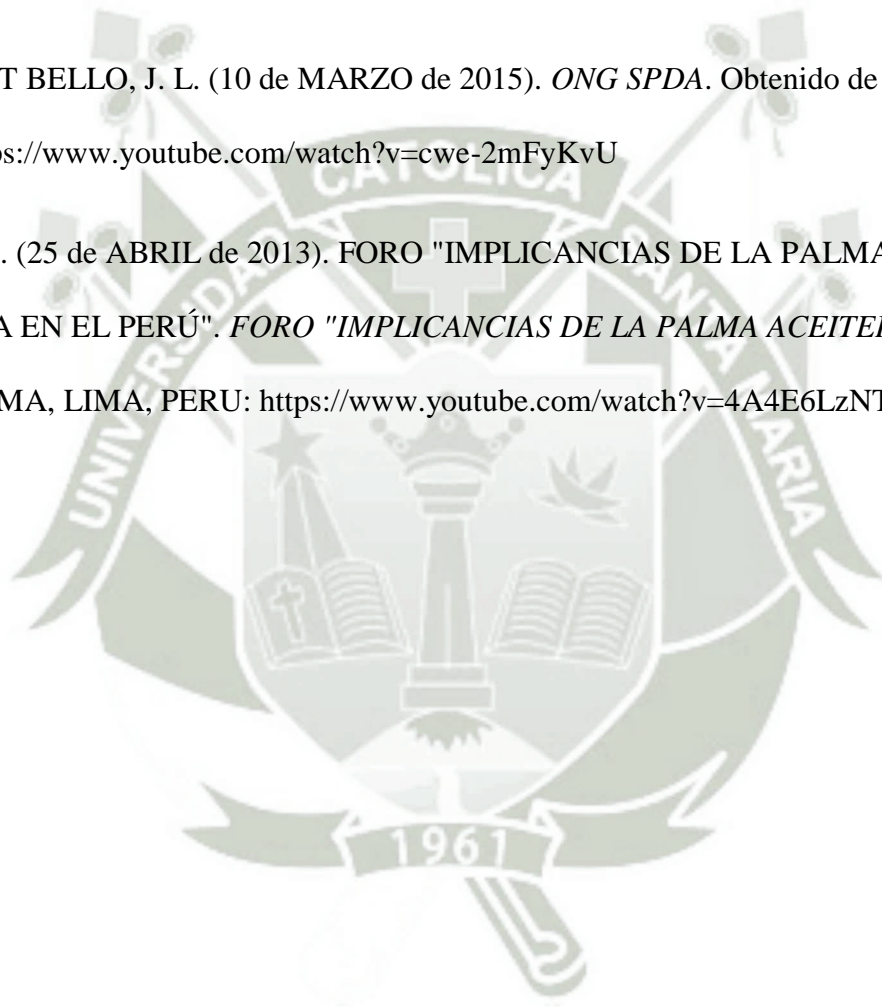 T BELLO, J. L. (10 de MARZO de 2015). ONG SPDA. Obtenido de
ps://www.youtube.com/watch?v=cwe-2mFyKvU
. (25 de ABRIL de 2013). FORO "IMPLICANCIAS DE LA PALMA
A EN EL PERÚ". FORO "IMPLICANCIAS DE LA PALMA ACEITE
MA, LIMA, PERU: https://www.youtube.com/watch?v=4A4E6LzNT
UNIVERSIDAD CATOLICA SANTA MARIA
1961